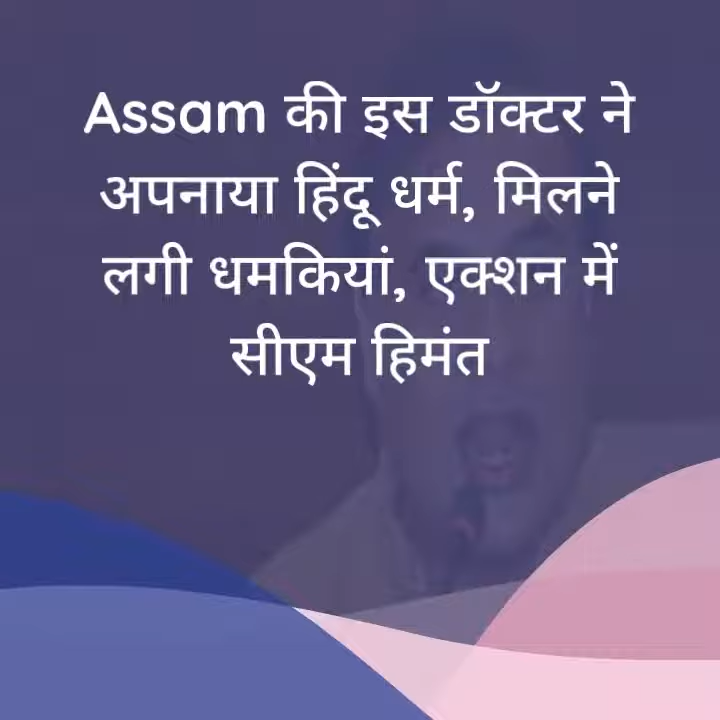 Assam की इस डॉक्टर ने
अपनाया हिंदू धर्म, मिलने
लगी धमकियां, एक्शन में
सीएम हिमंत